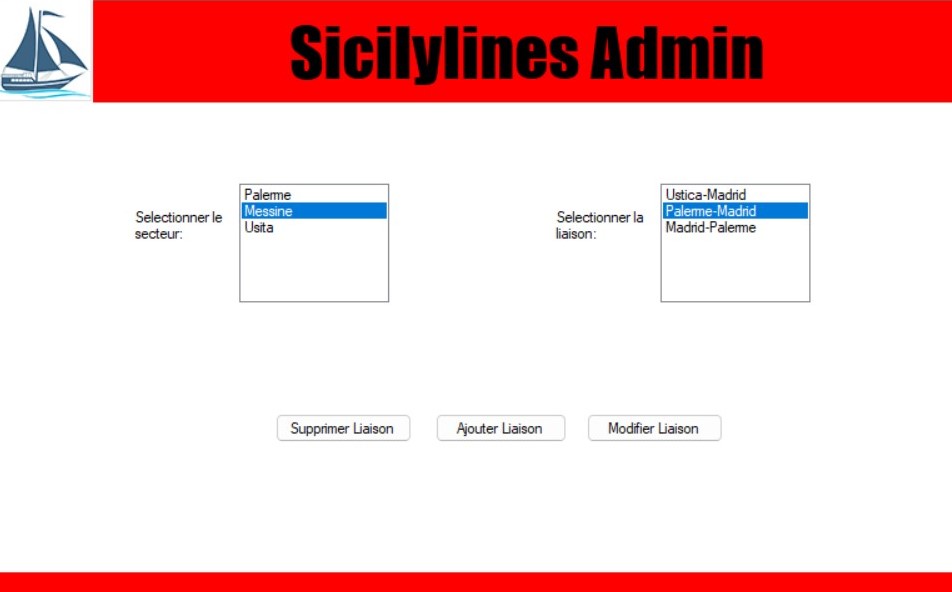 Sicilylines Admin
Selectionner le
secteur:
Palerme
Messine
Usita
Selectionner la
liaison:
Ustica-Madrid
Palerme-Madrid
Madrid-Palerme
Supprimer Liaison
Ajouter Liaison
Modifier Liaison